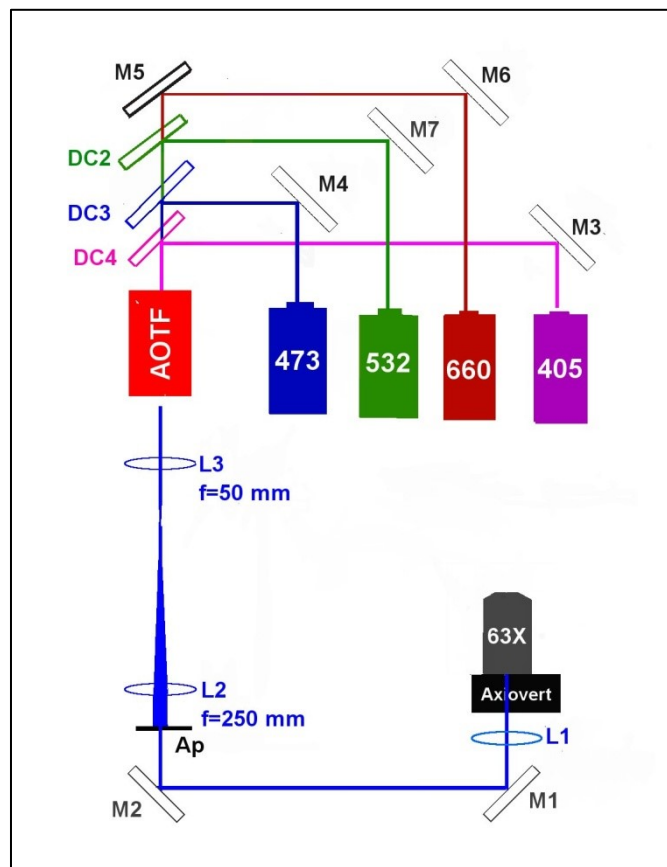 M5
M6
DC2
M7
DC3
M4
M3
DC4
AOTF
473
532
660
405
L3
f=50 mm
63X
L2
f=250 mm
Axiovert
Ap
L1
M2
M1